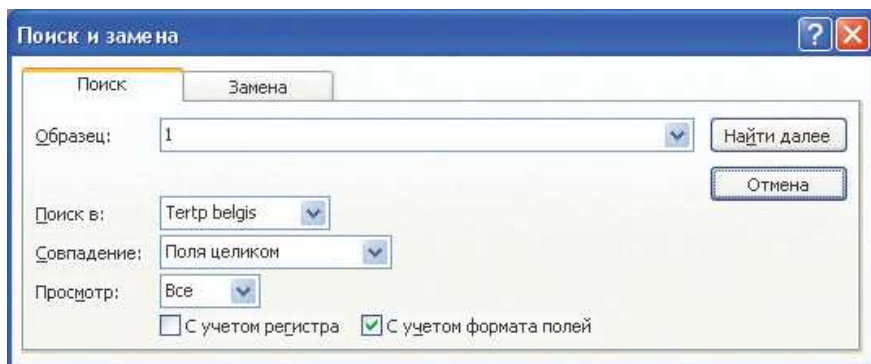 Поиск и замена
Поиск Замена
Образец: 1 Найти далее
Отмена
Поиск в: Tertp belgis
Совпадение: Поля целиком
Просмотр: Все
С учетом регистра С учетом формата полей